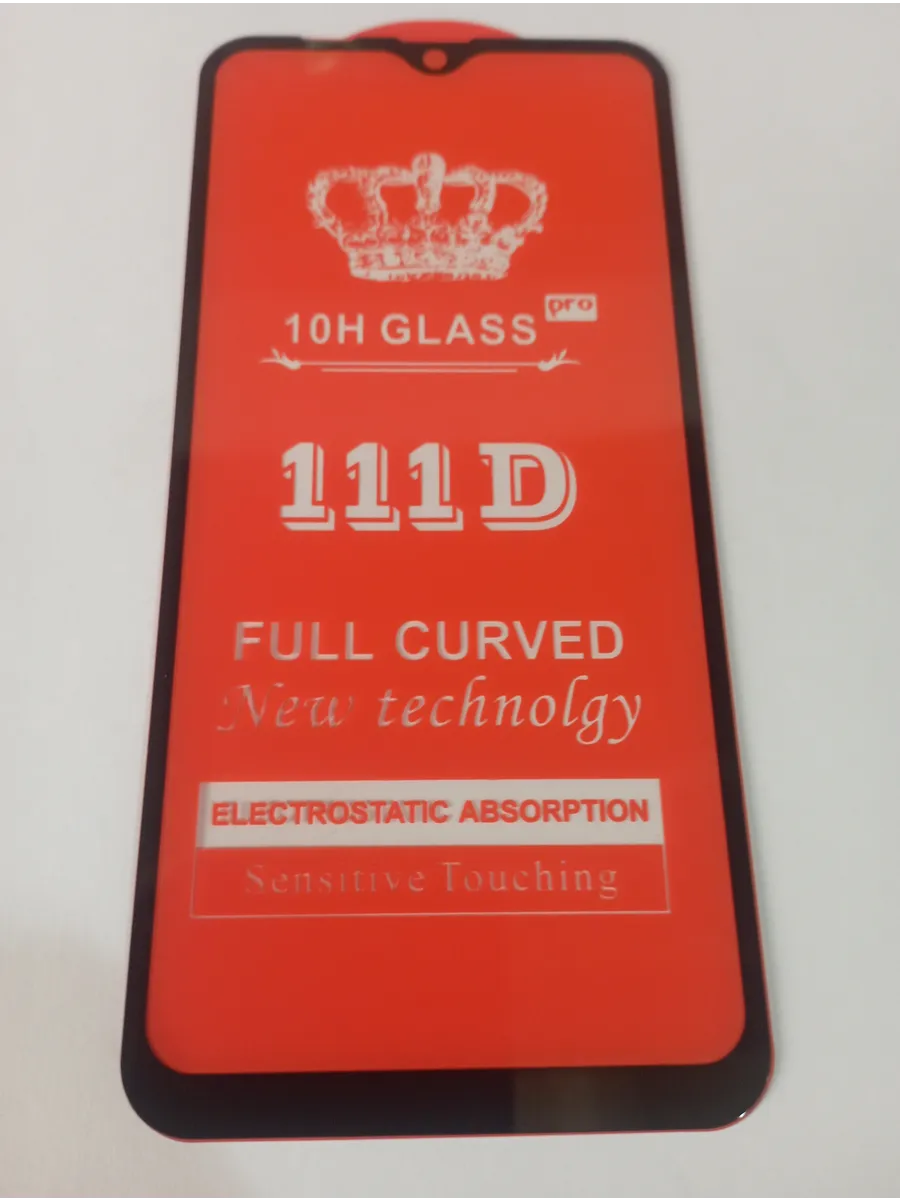 pro
10H GLASS
111D
FULL CURVED
New technolgy
ELECTROSTATIC ABSORPTION
Sensitive Touching